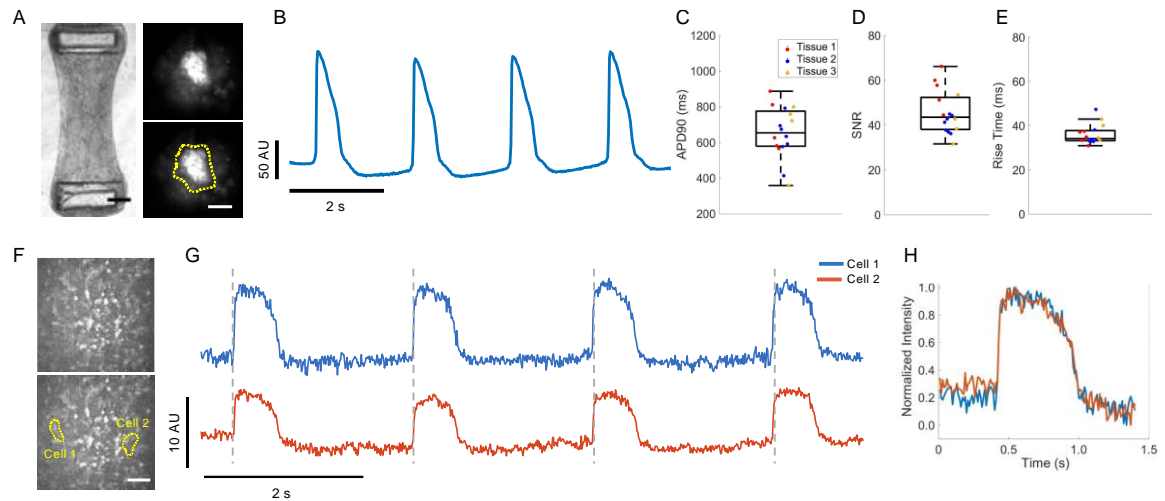 A
B
50 AU
2 s
C
APD90 (ms)
1200
1000
800
600
400
200
Tissue 1
Tissue 2
Tissue 3
D
SNR
80
60
40
20
0
E
Rise Time (ms)
80
60
40
20
0
F
Cell 1
Cell 2
G
Cell 1
Cell 2
10 AU
2 s
H
Normalized Intensity
1.0
0.8
0.6
0.4
0.2
0.0
0
0.5
1.0
1.5
Time (s)